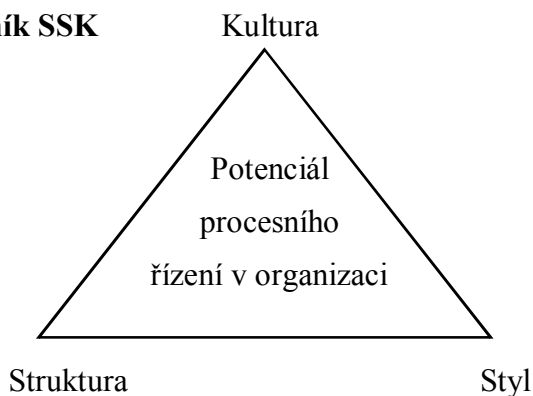 ník SSK
Kultura
Potenciál
procesního
řízení v organizaci
Struktura
Styl